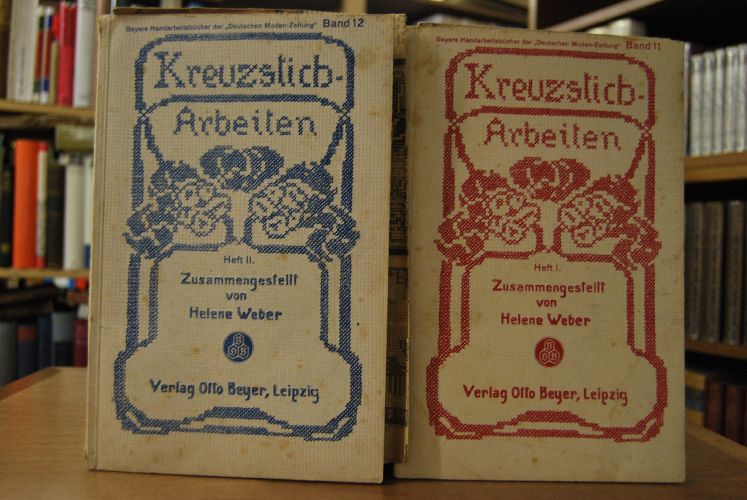 Beyers Handarbeitsbücher der „Deutschen Moden-Zeitung" Band 12
Kreuzstich-
Arbeiten
Heft II.
Zusammengestellt
von
Helene Weber
Verlag Otto Beyer, Leipzig
Beyers Handarbeitsbücher der „Deutschen Moden-Zeitung" Band 11
Kreuzstich-
Arbeiten
Heft I.
Zusammengestellt
von
Helene Weber
Verlag Otto Beyer, Leipzig